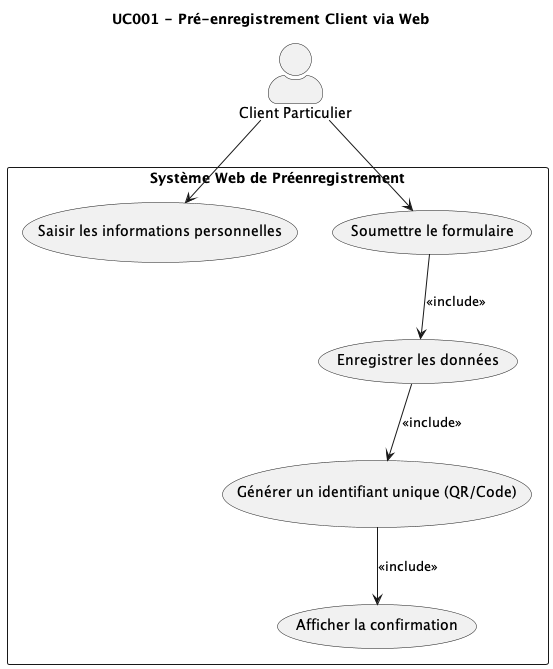 UC001 – Pré-enregistrement Client via Web
Client Particulier
Système Web de Préenregistrement
Saisir les informations personnelles
Soumettre le formulaire
«include»
Enregistrer les données
«include»
Générer un identifiant unique (QR/Code)
«include»
Afficher la confirmation